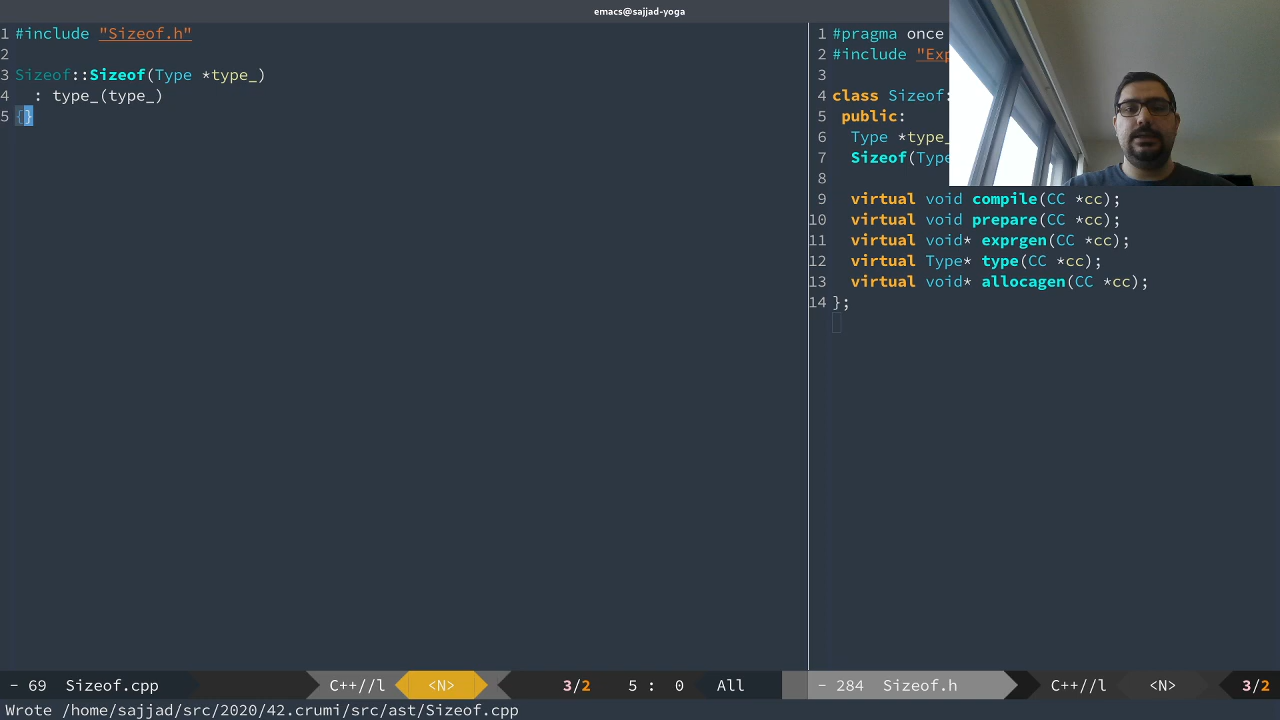 emacs@sajjad-yoga
1 #include "Sizeof.h"
2
3 Sizeof::Sizeof(Type *type_)
4   : type_(type_)
5 {}
1 #pragma once
2 #include
3
4 class Sizeof
5  public:
6   Type *type_
7   Sizeof(Type
8
9   virtual void compile(CC *cc);
10   virtual void prepare(CC *cc);
11   virtual void* exprgen(CC *cc);
12   virtual Type* type(CC *cc);
13   virtual void* allocagen(CC *cc);
14 };
- 69 Sizeof.cpp C++//l <N> 3/2 5 : 0 All
- 284 Sizeof.h C++//l <N> 3/2
Wrote /home/sajjad/src/2020/42.crumi/src/ast/Sizeof.cpp